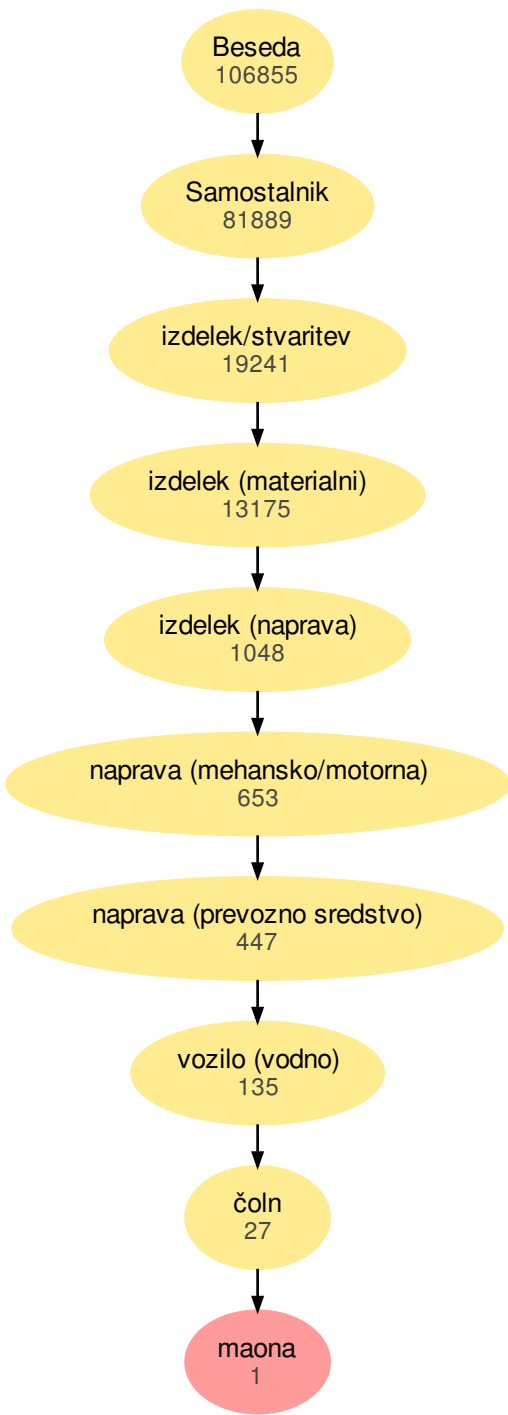 Beseda
106855
Samostalnik
81889
izdelek/stvaritev
19241
izdelek (materialni)
13175
izdelek (naprava)
1048
naprava (mehansko/motorna)
653
naprava (prevozno sredstvo)
447
vozilo (vodno)
135
čoln
27
maona
1